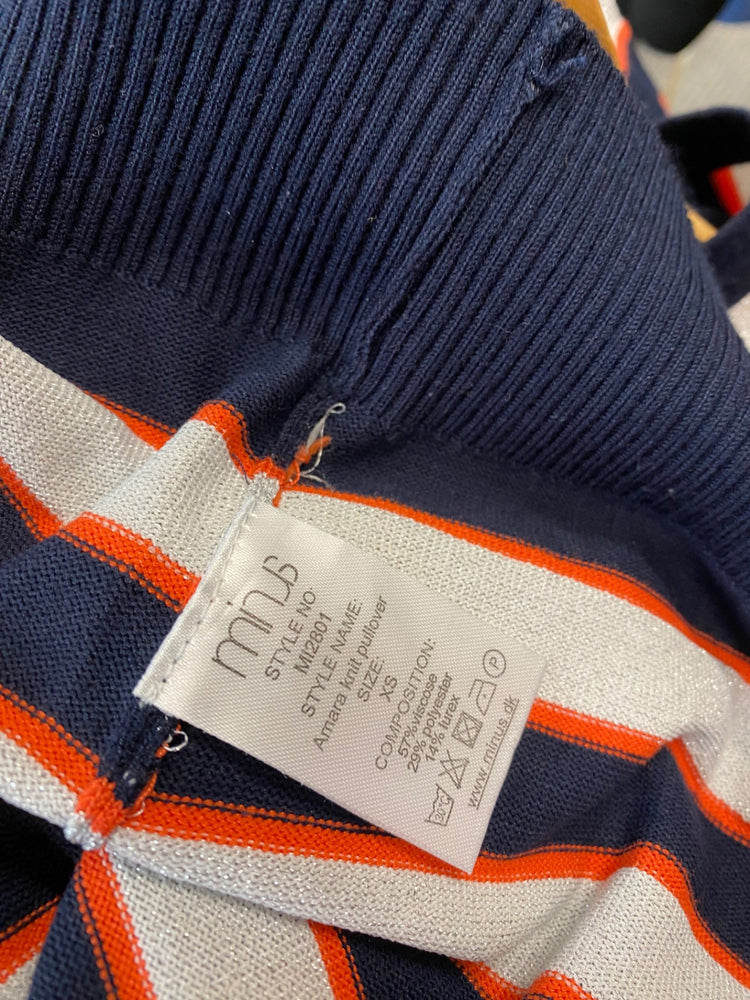 minus
STYLE NO:
MI2801
STYLE NAME:
Amara knit pullover
SIZE:
XS
COMPOSITION:
57%viscose
29% polyester
14% lurex
30°C P
www.minus.dk